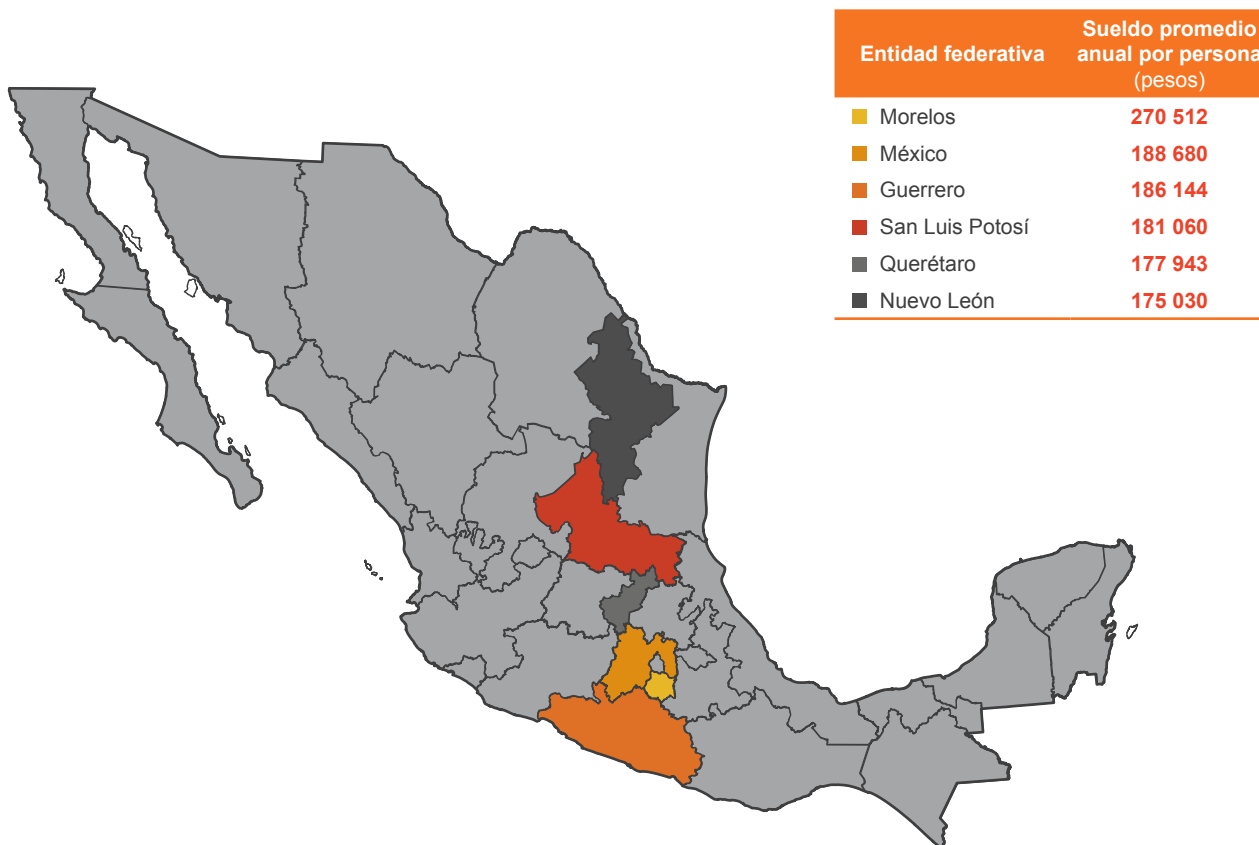 Entidad federativa
Sueldo promedio
anual por persona
(pesos)
Morelos 270 512
México 188 680
Guerrero 186 144
San Luis Potosí 181 060
Querétaro 177 943
Nuevo León 175 030